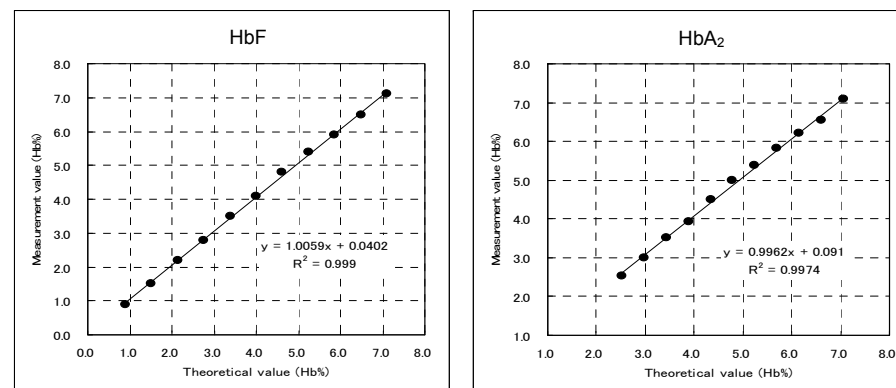 HbF
8.0
7.0
6.0
5.0
4.0
3.0
2.0
1.0
0.0
Measurement value (Hb%)
y = 1.0059x + 0.0402
R² = 0.999
0.0 1.0 2.0 3.0 4.0 5.0 6.0 7.0 8.0
Theoretical value (Hb%)
HbA₂
8.0
7.0
6.0
5.0
4.0
3.0
2.0
1.0
Measurement value (Hb%)
y = 0.9962x + 0.091
R² = 0.9974
1.0 2.0 3.0 4.0 5.0 6.0 7.0 8.0
Theoretical value (Hb%)